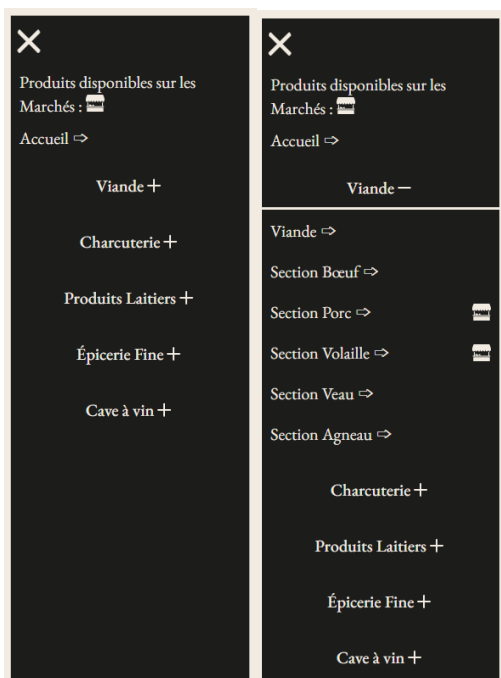 Produits disponibles sur les
Marchés :
Accueil ⇨
Viande +
Charcuterie +
Produits Laitiers +
Épicerie Fine +
Cave à vin +
Produits disponibles sur les
Marchés :
Accueil ⇨
Viande −
Viande ⇨
Section Bœuf ⇨
Section Porc ⇨
Section Volaille ⇨
Section Veau ⇨
Section Agneau ⇨
Charcuterie +
Produits Laitiers +
Épicerie Fine +
Cave à vin +